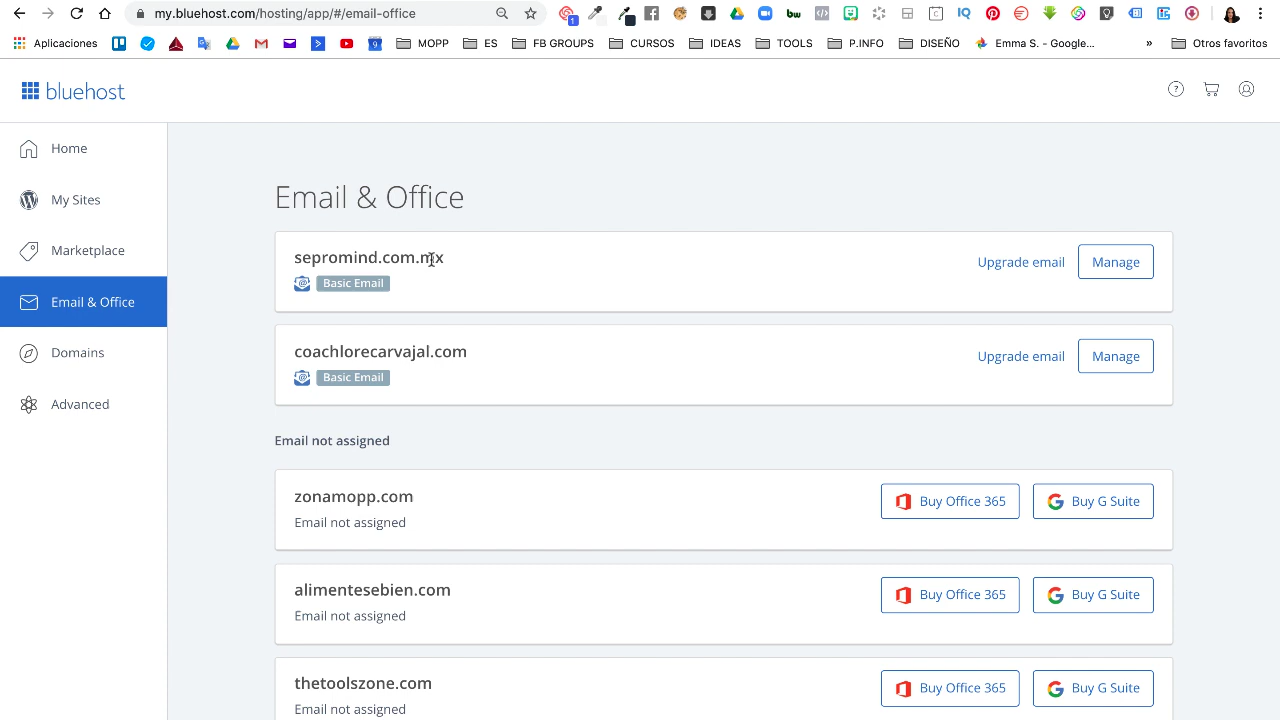 my.bluehost.com/hosting/app/#/email-office
1
Aplicaciones
9
MOPP
ES
FB GROUPS
CURSOS
IDEAS
TOOLS
P.INFO
DISEÑO
Emma S. - Google...
»
Otros favoritos
bluehost
?
Home
My Sites
Marketplace
Email & Office
Domains
Advanced
Email & Office
sepromind.com.mx
Basic Email
Upgrade email
Manage
coachlorecarvajal.com
Basic Email
Upgrade email
Manage
Email not assigned
zonamopp.com
Email not assigned
Buy Office 365
Buy G Suite
alimentesebien.com
Email not assigned
Buy Office 365
Buy G Suite
thetoolszone.com
Email not assigned
Buy Office 365
Buy G Suite